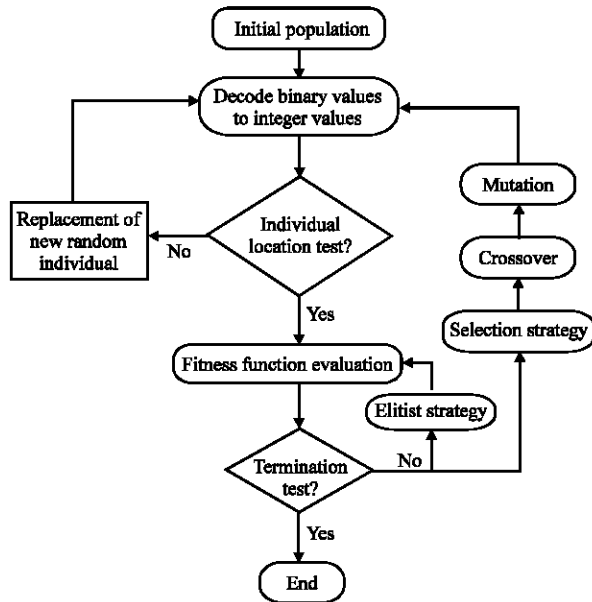 Initial population
Decode binary values
to integer values
Mutation
Replacement of
new random
individual
No
Individual
location test?
Crossover
Yes
Selection strategy
Fitness function evaluation
Elitist strategy
Termination
test?
No
Yes
End